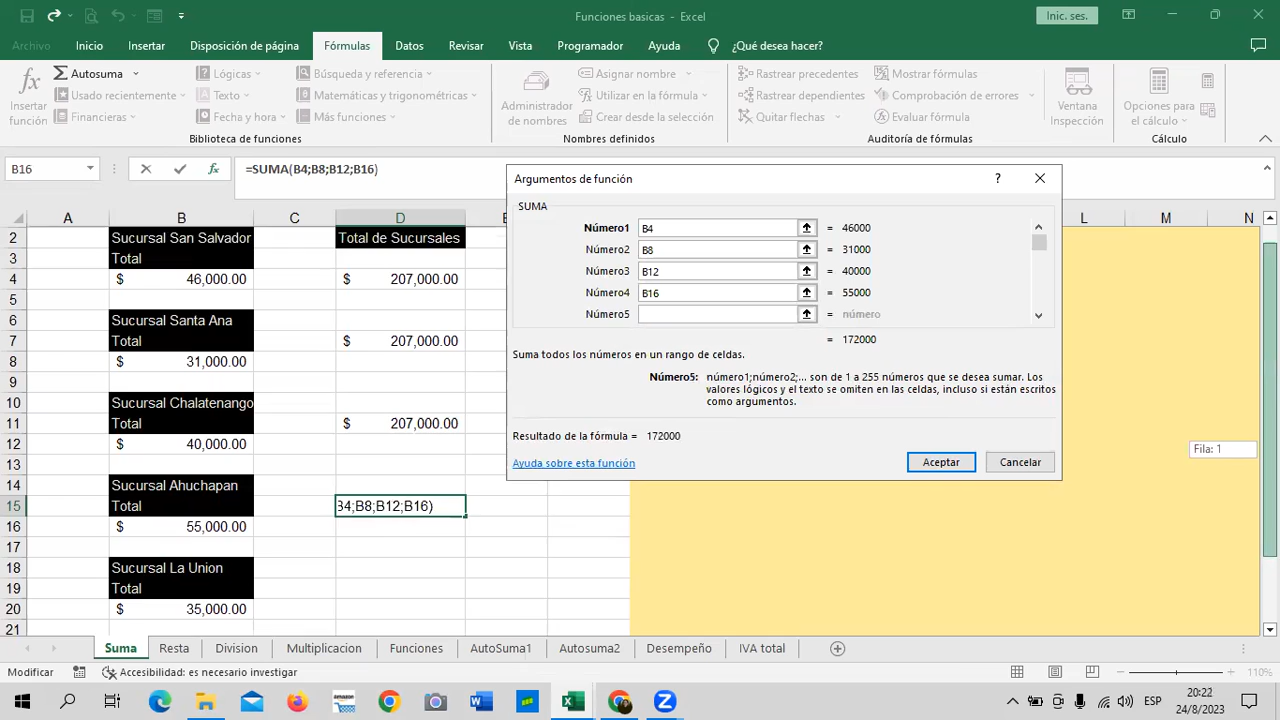 Funciones basicas - Excel
Inic. ses.
Archivo Inicio Insertar Disposición de página Fórmulas Datos Revisar Vista Programador Ayuda ¿Qué desea hacer?
Insertar función
Autosuma
Usado recientemente
Financieras
Lógicas
Texto
Fecha y hora
Búsqueda y referencia
Matemáticas y trigonométricas
Más funciones
Biblioteca de funciones
Administrador de nombres
Asignar nombre
Utilizar en la fórmula
Crear desde la selección
Nombres definidos
Rastrear precedentes
Rastrear dependientes
Quitar flechas
Mostrar fórmulas
Comprobación de errores
Evaluar fórmula
Auditoría de fórmulas
Ventana Inspección
Opciones para el cálculo
Cálculo
B16 fx =SUMA(B4;B8;B12;B16)
A B C D L M N
2 Sucursal San Salvador Total de Sucursales
3 Total
4 $ 46,000.00 $ 207,000.00
5
6 Sucursal Santa Ana
7 Total $ 207,000.00
8 $ 31,000.00
9
10 Sucursal Chalatenango
11 Total $ 207,000.00
12 $ 40,000.00
13
14 Sucursal Ahuchapan
15 Total B4;B8;B12;B16)
16 $ 55,000.00
17
18 Sucursal La Union
19 Total
20 $ 35,000.00
21
Argumentos de función ?
SUMA
Número1 B4 = 46000
Número2 B8 = 31000
Número3 B12 = 40000
Número4 B16 = 55000
Número5 = número
= 172000
Suma todos los números en un rango de celdas.
Número5: número1;número2;... son de 1 a 255 números que se desea sumar. Los
valores lógicos y el texto se omiten en las celdas, incluso si están escritos
como argumentos.
Resultado de la fórmula = 172000
Ayuda sobre esta función Aceptar Cancelar
Fila: 1
Suma Resta Division Multiplicacion Funciones AutoSuma1 Autosuma2 Desempeño IVA total
Modificar Accesibilidad: es necesario investigar 110%
ESP
20:22
24/8/2023